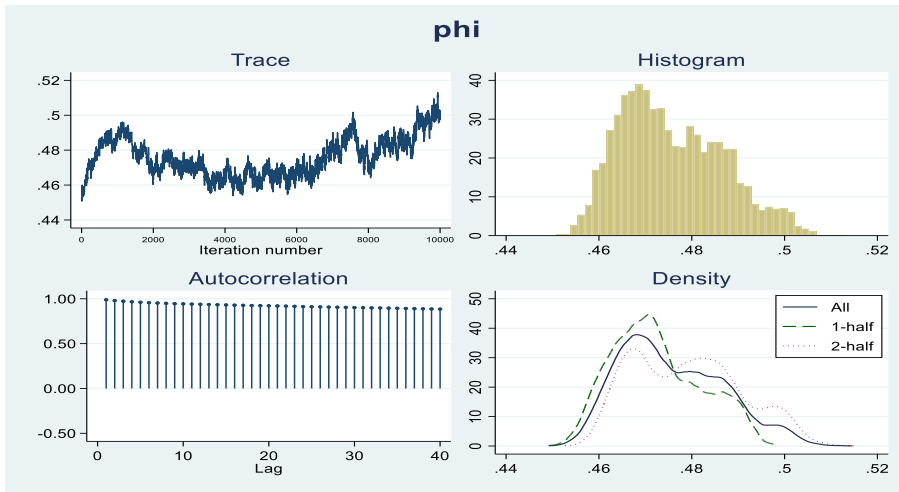 phi
Trace
.52
.5
.48
.46
.44
0 2000 4000 6000 8000 10000
Iteration number
Histogram
40
30
20
10
0
.44 .46 .48 .5 .52
Autocorrelation
1.00
0.50
0.00
-0.50
0 10 20 30 40
Lag
Density
50
40
30
20
10
0
.44 .46 .48 .5 .52
All
1-half
2-half